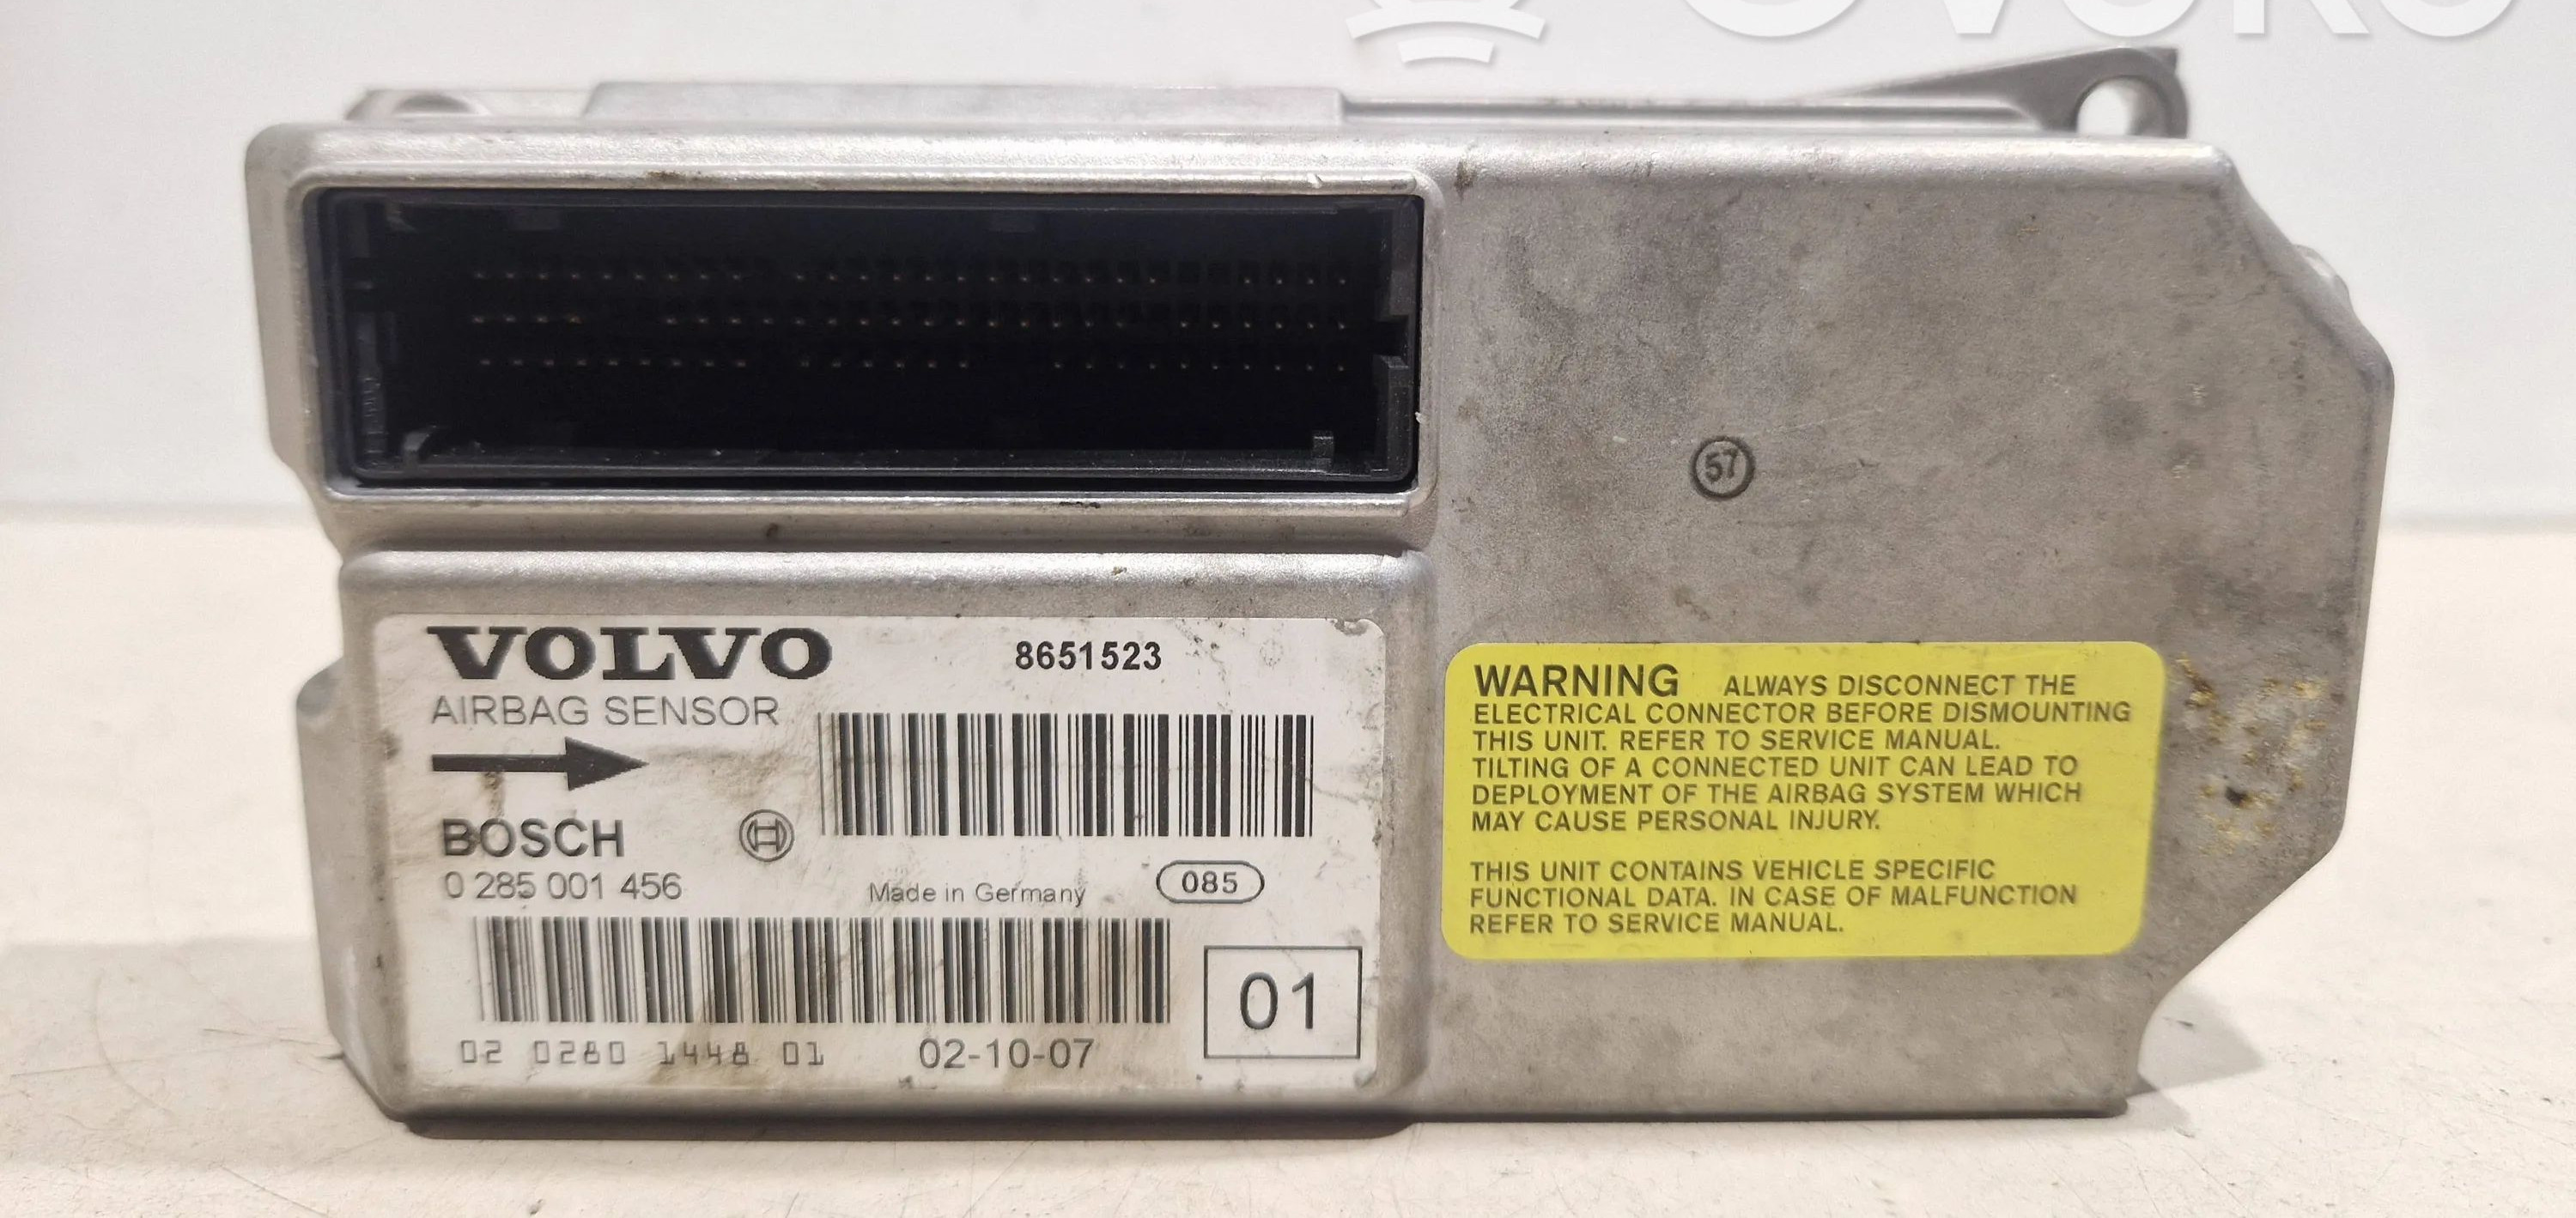 57
VOLVO
8651523
AIRBAG SENSOR
BOSCH
0 285 001 456
Made in Germany
085
01
02 0280 1448 01
02-10-07
WARNING ALWAYS DISCONNECT THE
ELECTRICAL CONNECTOR BEFORE DISMOUNTING
THIS UNIT. REFER TO SERVICE MANUAL.
TILTING OF A CONNECTED UNIT CAN LEAD TO
DEPLOYMENT OF THE AIRBAG SYSTEM WHICH
MAY CAUSE PERSONAL INJURY.
THIS UNIT CONTAINS VEHICLE SPECIFIC
FUNCTIONAL DATA. IN CASE OF MALFUNCTION
REFER TO SERVICE MANUAL.